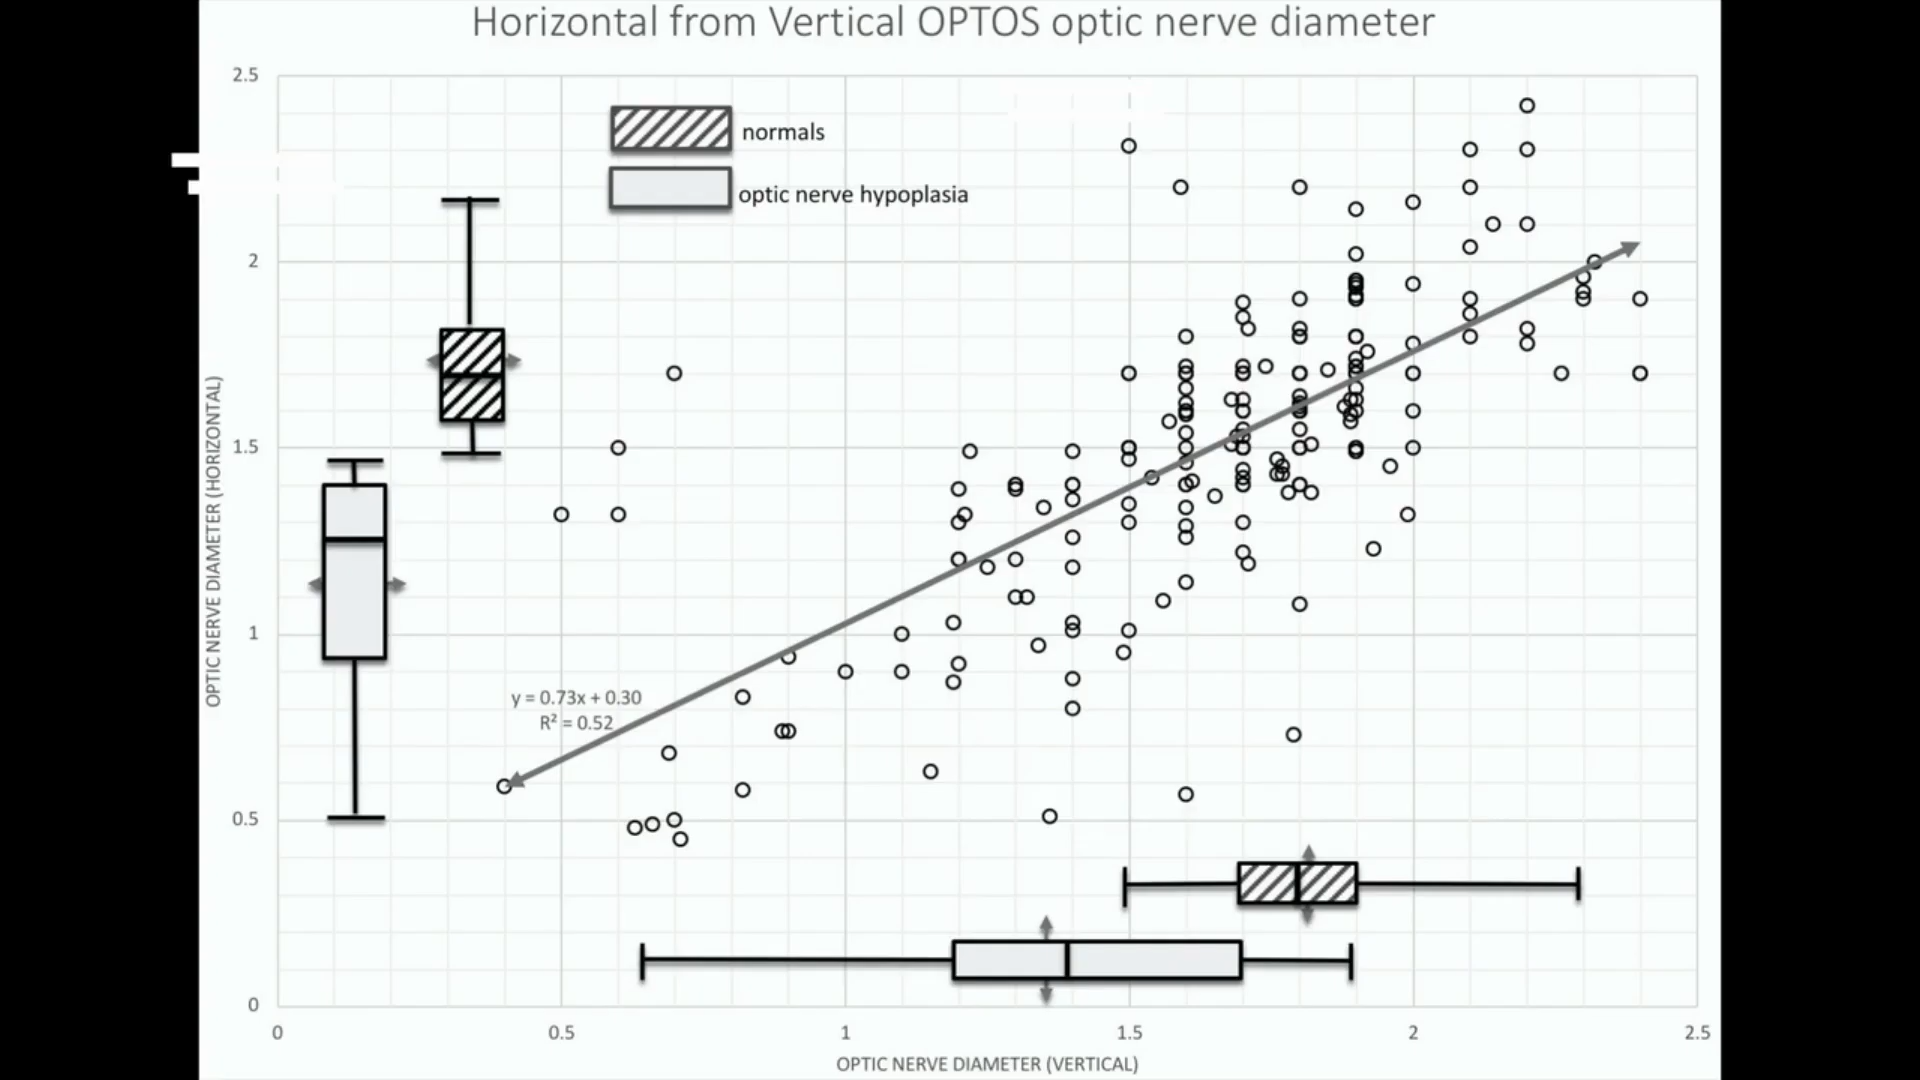 Horizontal from Vertical OPTOS optic nerve diameter
2.5
normals
optic nerve hypoplasia
2
1.5
1
0.5
0
OPTIC NERVE DIAMETER (HORIZONTAL)
y = 0.73x + 0.30
R² = 0.52
0 0.5 1 1.5 2 2.5
OPTIC NERVE DIAMETER (VERTICAL)